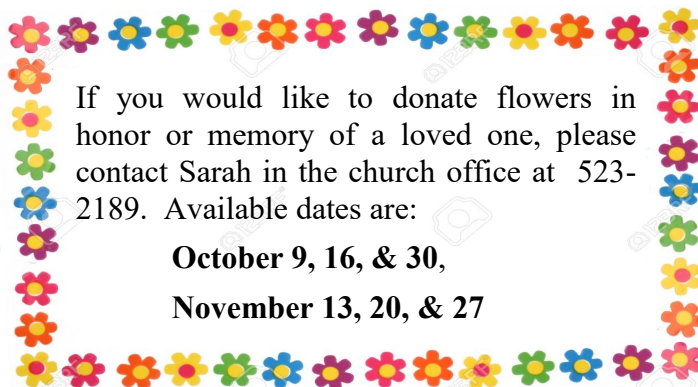 If you would like to donate flowers in
honor or memory of a loved one, please
contact Sarah in the church office at 523-
2189. Available dates are:
October 9, 16, & 30,
November 13, 20, & 27